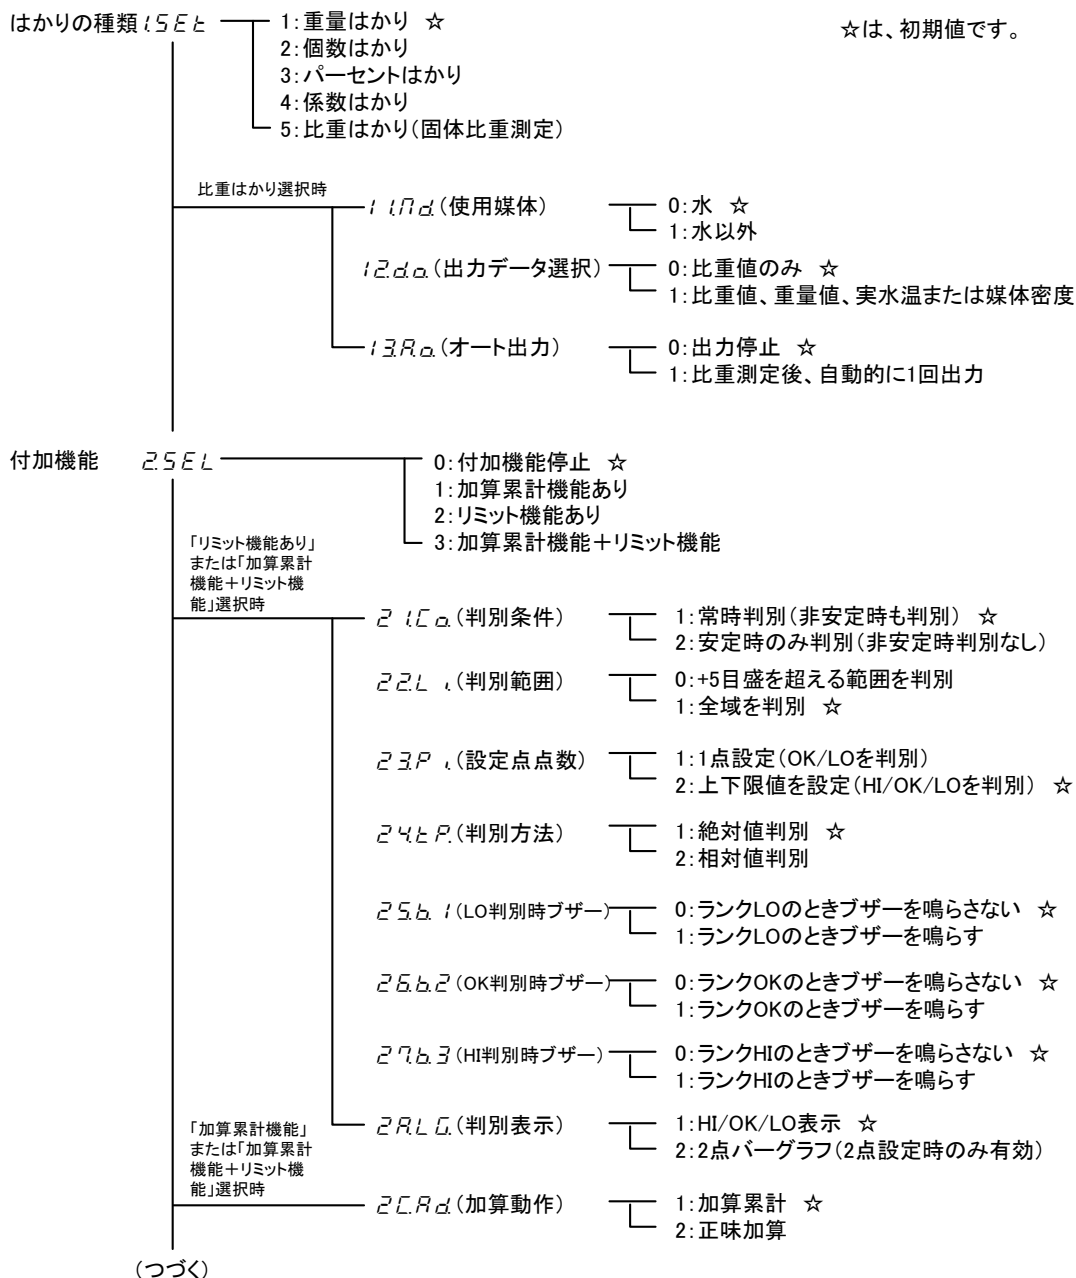 はかりの種類 1.SEt 1:重量はかり ☆
☆は、初期値です。
2:個数はかり
3:パーセントはかり
4:係数はかり
5:比重はかり(固体比重測定)
比重はかり選択時
11.Md.(使用媒体) 0:水 ☆
1:水以外
12.d.o.(出力データ選択) 0:比重値のみ ☆
1:比重値、重量値、実水温または媒体密度
13.A.o.(オート出力) 0:出力停止 ☆
1:比重測定後、自動的に1回出力
付加機能 2.SEL 0:付加機能停止 ☆
1:加算累計機能あり
2:リミット機能あり
3:加算累計機能+リミット機能
「リミット機能あり」
または「加算累計
機能+リミット機
能」選択時
21.Co.(判別条件) 1:常時判別(非安定時も判別) ☆
2:安定時のみ判別(非安定時判別なし)
22.L i.(判別範囲) 0:+5目盛を超える範囲を判別
1:全域を判別 ☆
23.P i.(設定点点数) 1:1点設定(OK/LOを判別)
2:上下限値を設定(HI/OK/LOを判別) ☆
24.t P.(判別方法) 1:絶対値判別 ☆
2:相対値判別
25.b. 1(LO判別時ブザー) 0:ランクLOのときブザーを鳴らさない ☆
1:ランクLOのときブザーを鳴らす
26.b.2(OK判別時ブザー) 0:ランクOKのときブザーを鳴らさない ☆
1:ランクOKのときブザーを鳴らす
27.b.3(HI判別時ブザー) 0:ランクHIのときブザーを鳴らさない ☆
1:ランクHIのときブザーを鳴らす
2A.L G.(判別表示) 1:HI/OK/LO表示 ☆
2:2点バーグラフ(2点設定時のみ有効)
「加算累計機能」
または「加算累計
機能+リミット機
能」選択時
2C.Ad.(加算動作) 1:加算累計 ☆
2:正味加算
(つづく)